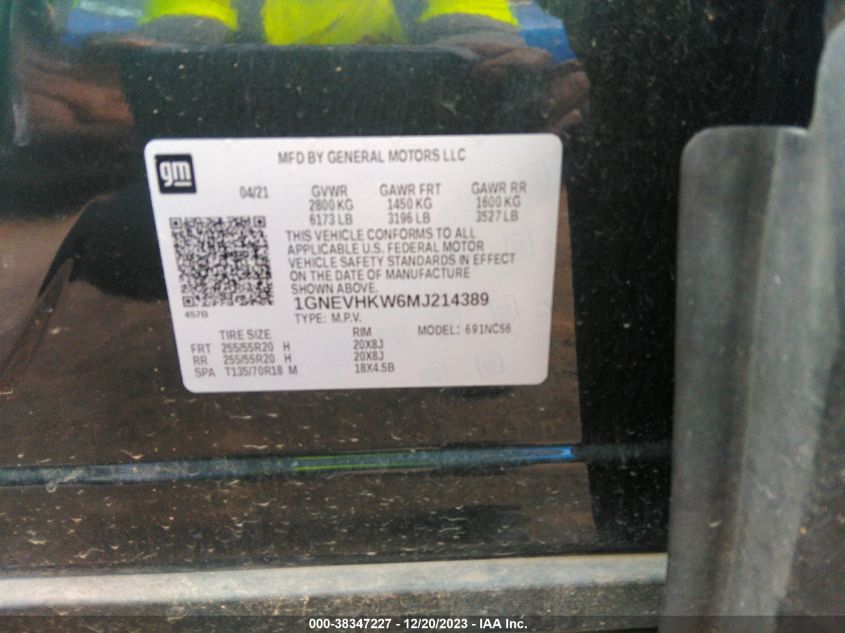 gm
MFD BY GENERAL MOTORS LLC
04/21 GVWR GAWR FRT GAWR RR
2800 KG 1450 KG 1600 KG
6173 LB 3196 LB 3527 LB
THIS VEHICLE CONFORMS TO ALL
APPLICABLE U.S. FEDERAL MOTOR
VEHICLE SAFETY STANDARDS IN EFFECT
ON THE DATE OF MANUFACTURE
SHOWN ABOVE.
1GNEVHKW6MJ214389
457B
TYPE: M.P.V. MODEL: 691NC56
TIRE SIZE RIM
FRT 255/55R20 H 20X8J
RR 255/55R20 H 20X8J
SPA T135/70R18 M 18X4.5B
000-38347227 - 12/20/2023 - IAA Inc.